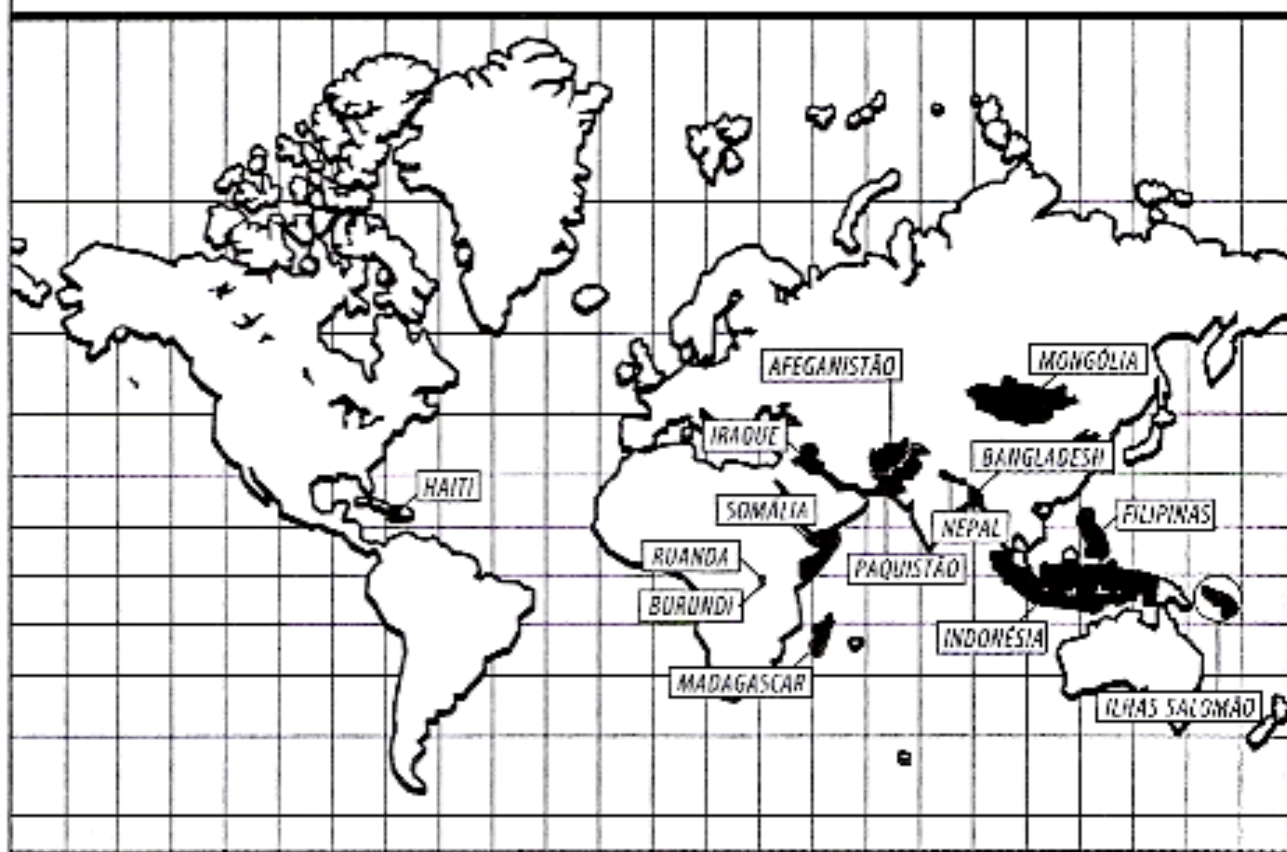 AFEGANISTÃO
MONGÓLIA
IRAQUE
BANGLADESH
HAITI
SOMÁLIA
NEPAL
FILIPINAS
RUANDA
PAQUISTÃO
BURUNDI
INDONÉSIA
MADAGASCAR
ILHAS SALOMÃO